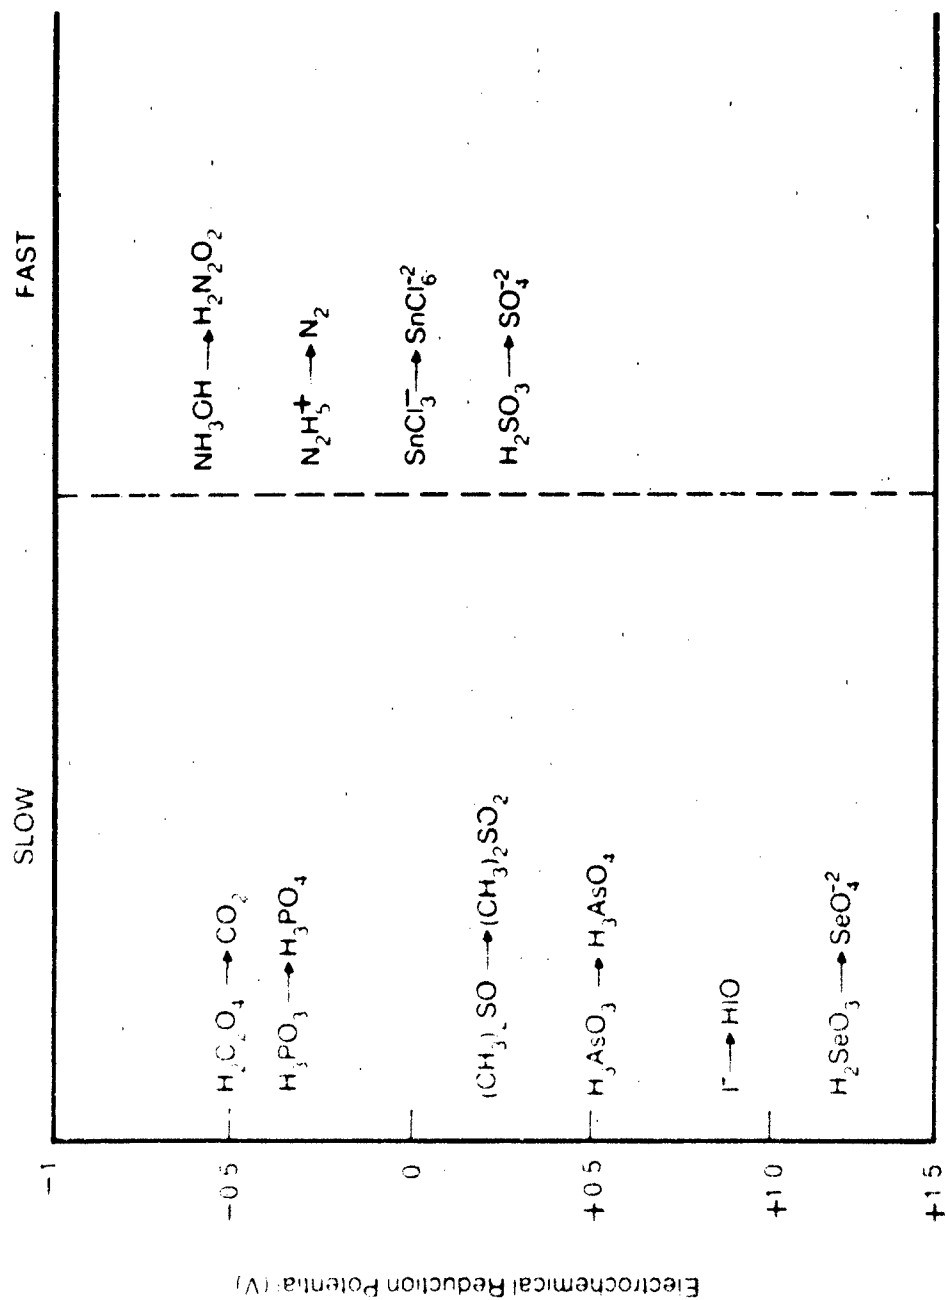 SLOW
FAST
-1
-0.5
0
+0.5
+1.0
+1.5
Electrochemical Reduction Potential (V)
H2C2O4 → CO2
H3PO3 → H3PO4
(CH3)2SO → (CH3)2SO2
H3AsO3 → H3AsO4
I⁻ → HIO
H2SeO3 → SeO4⁻²
NH3OH → H2N2O2
N2H5⁺ → N2
SnCl3⁻ → SnCl6⁻²
H2SO3 → SO4⁻²